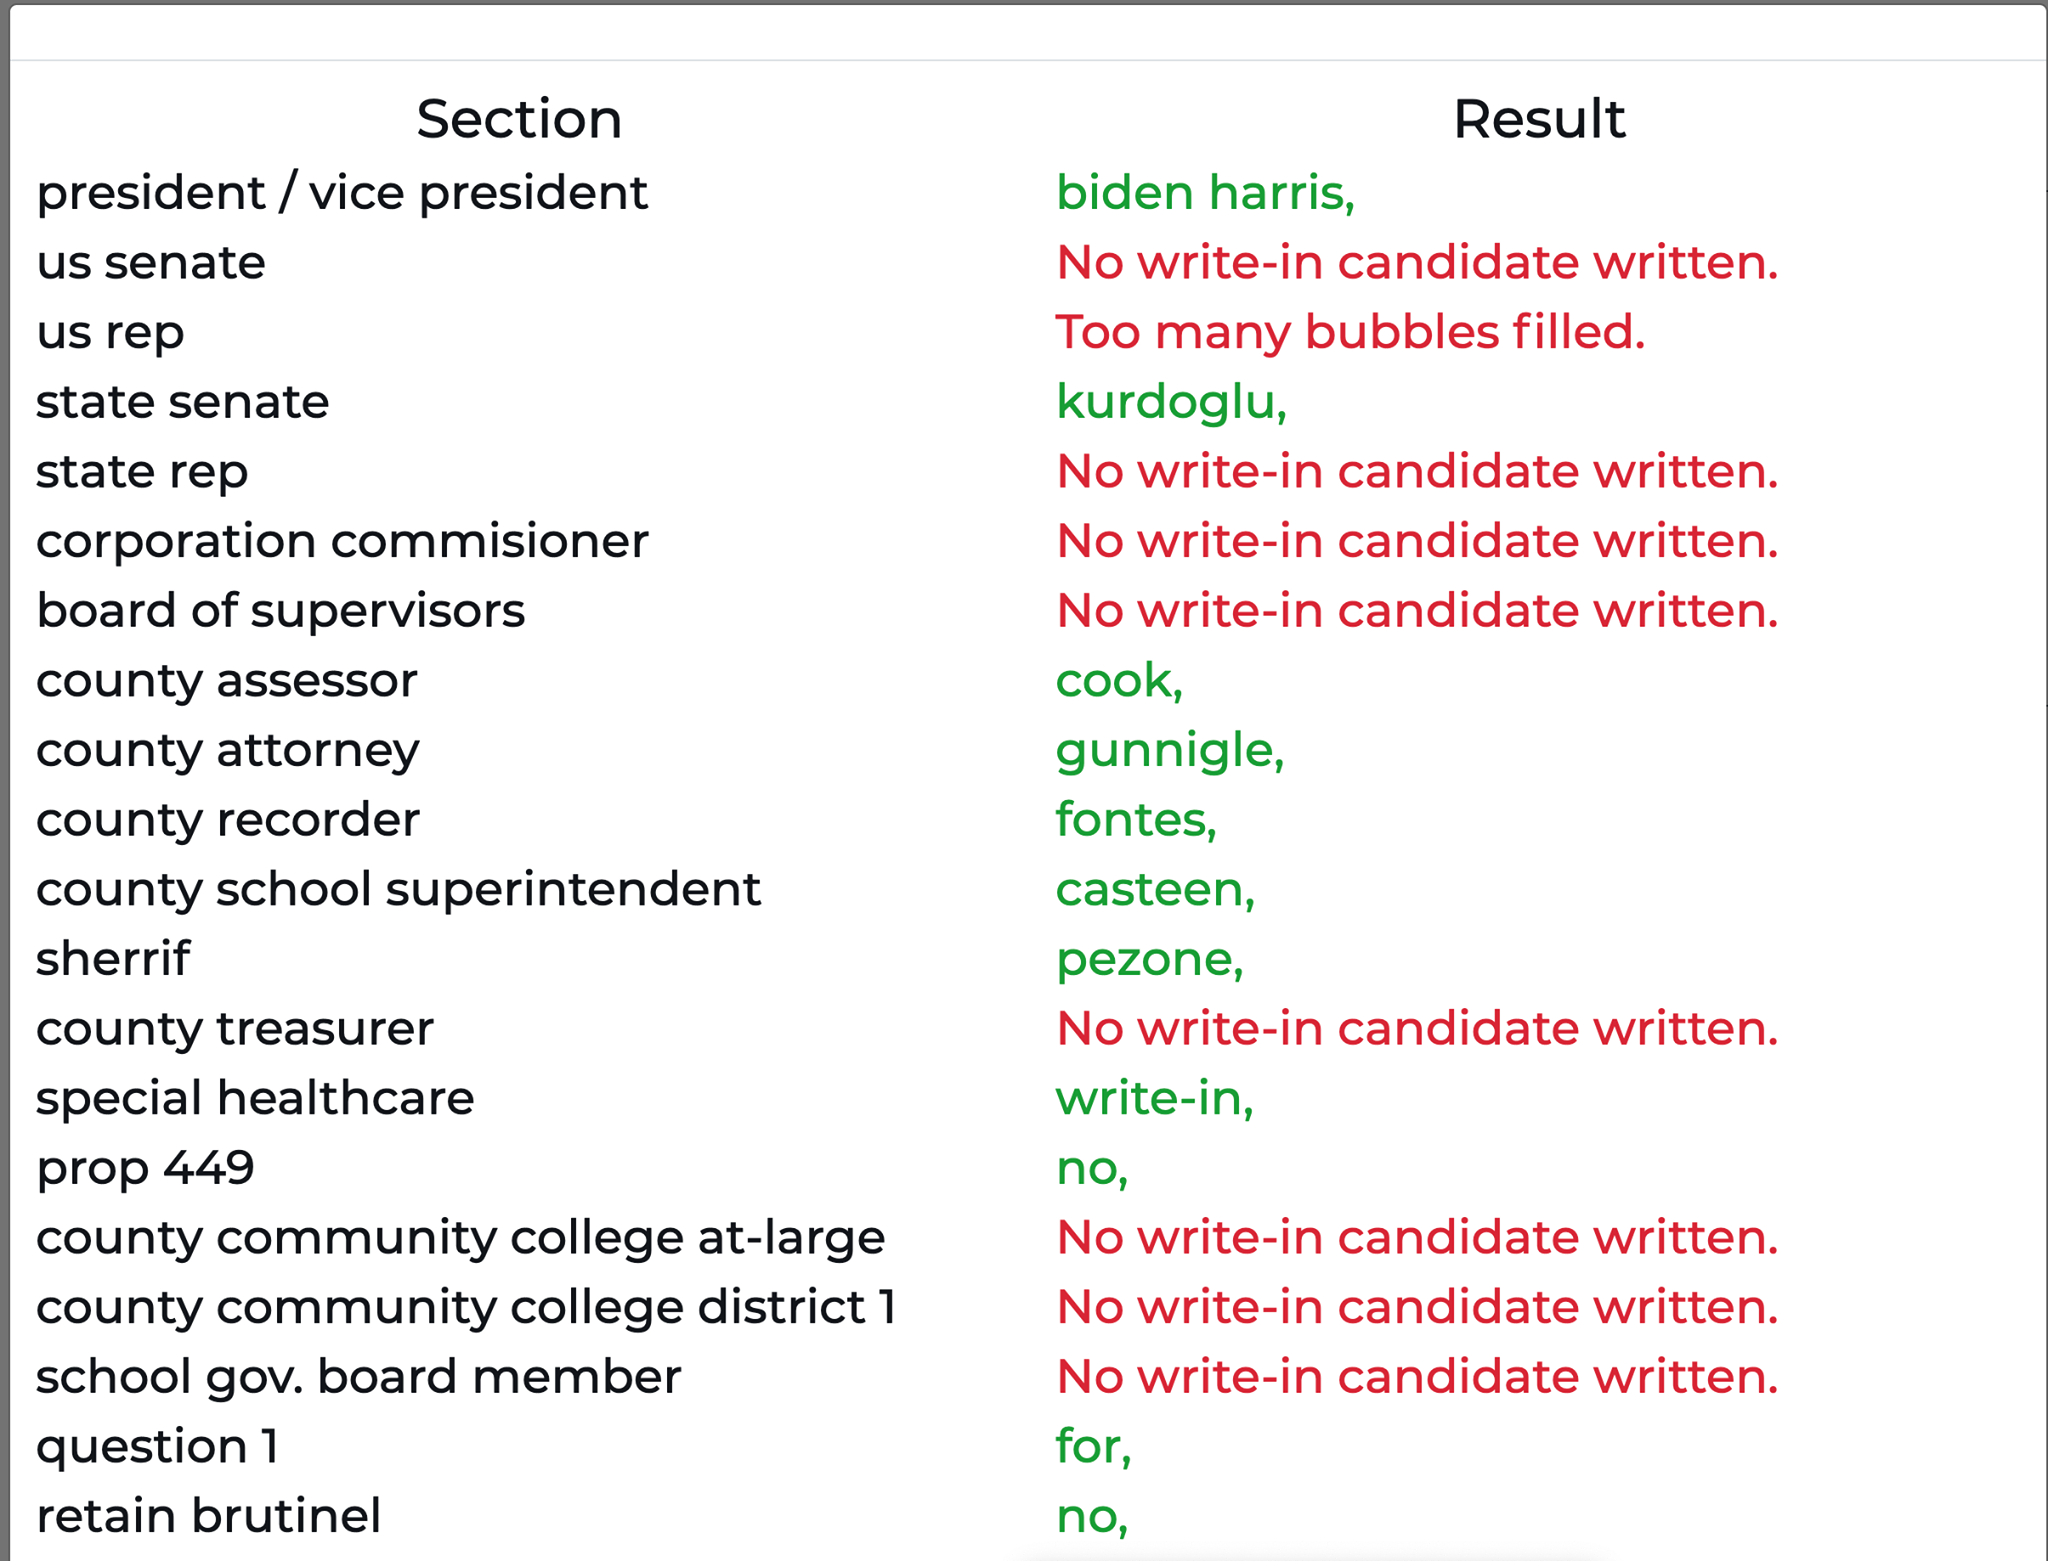 Section Result
president / vice president biden harris,
us senate No write-in candidate written.
us rep Too many bubbles filled.
state senate kurdoglu,
state rep No write-in candidate written.
corporation commisioner No write-in candidate written.
board of supervisors No write-in candidate written.
county assessor cook,
county attorney gunnigle,
county recorder fontes,
county school superintendent casteen,
sherrif pezone,
county treasurer No write-in candidate written.
special healthcare write-in,
prop 449 no,
county community college at-large No write-in candidate written.
county community college district 1 No write-in candidate written.
school gov. board member No write-in candidate written.
question 1 for,
retain brutinel no,